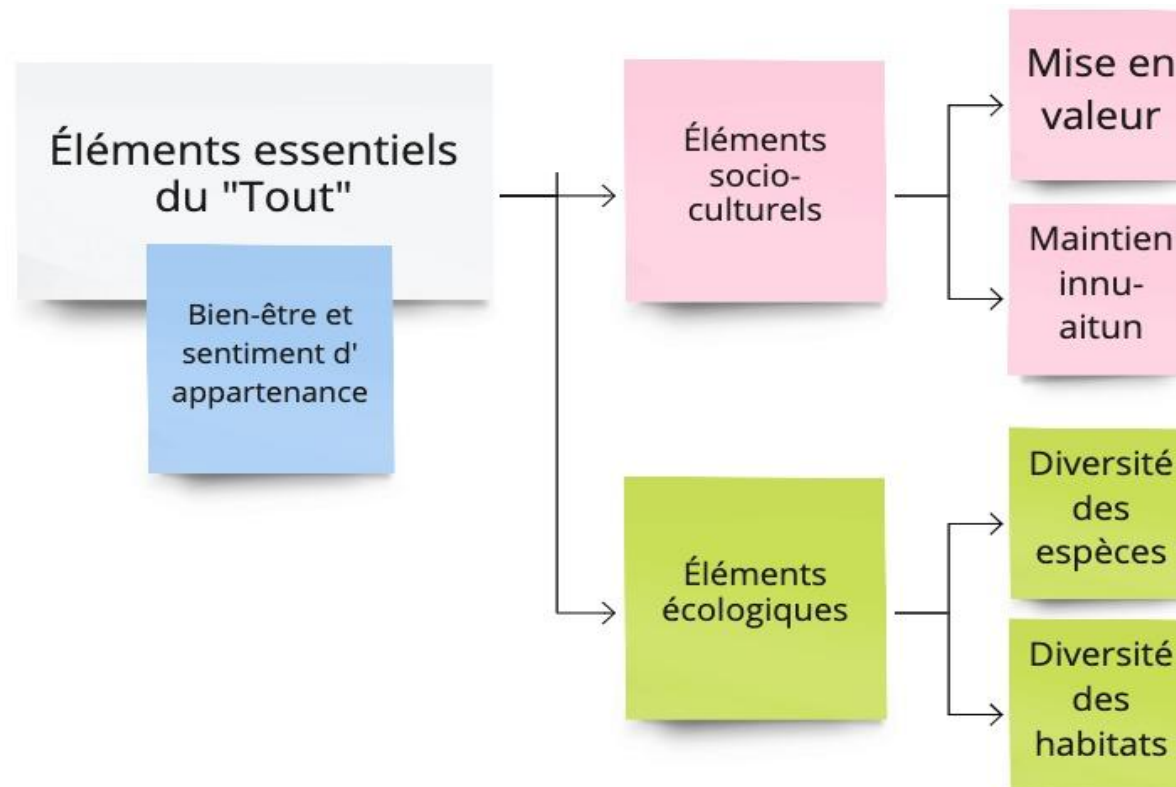 Éléments essentiels
du "Tout"
Bien-être et
sentiment d'
appartenance
Éléments
socio-
culturels
Mise en
valeur
Maintien
innu-
aitun
Éléments
écologiques
Diversité
des
espèces
Diversité
des
habitats